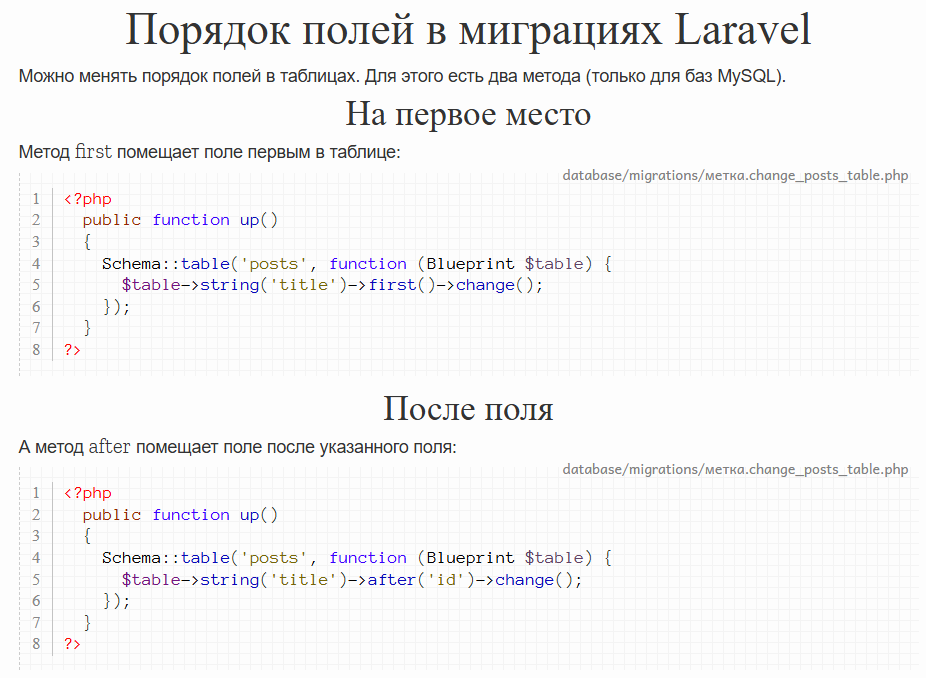 Порядок полей в миграциях Laravel
Можно менять порядок полей в таблицах. Для этого есть два метода (только для баз MySQL).
На первое место
Метод first помещает поле первым в таблице:
database/migrations/метка.change_posts_table.php
1 <?php
2 public function up()
3 {
4 Schema::table('posts', function (Blueprint $table) {
5 $table->string('title')->first()->change();
6 });
7 }
8 ?>
После поля
А метод after помещает поле после указанного поля:
database/migrations/метка.change_posts_table.php
1 <?php
2 public function up()
3 {
4 Schema::table('posts', function (Blueprint $table) {
5 $table->string('title')->after('id')->change();
6 });
7 }
8 ?>